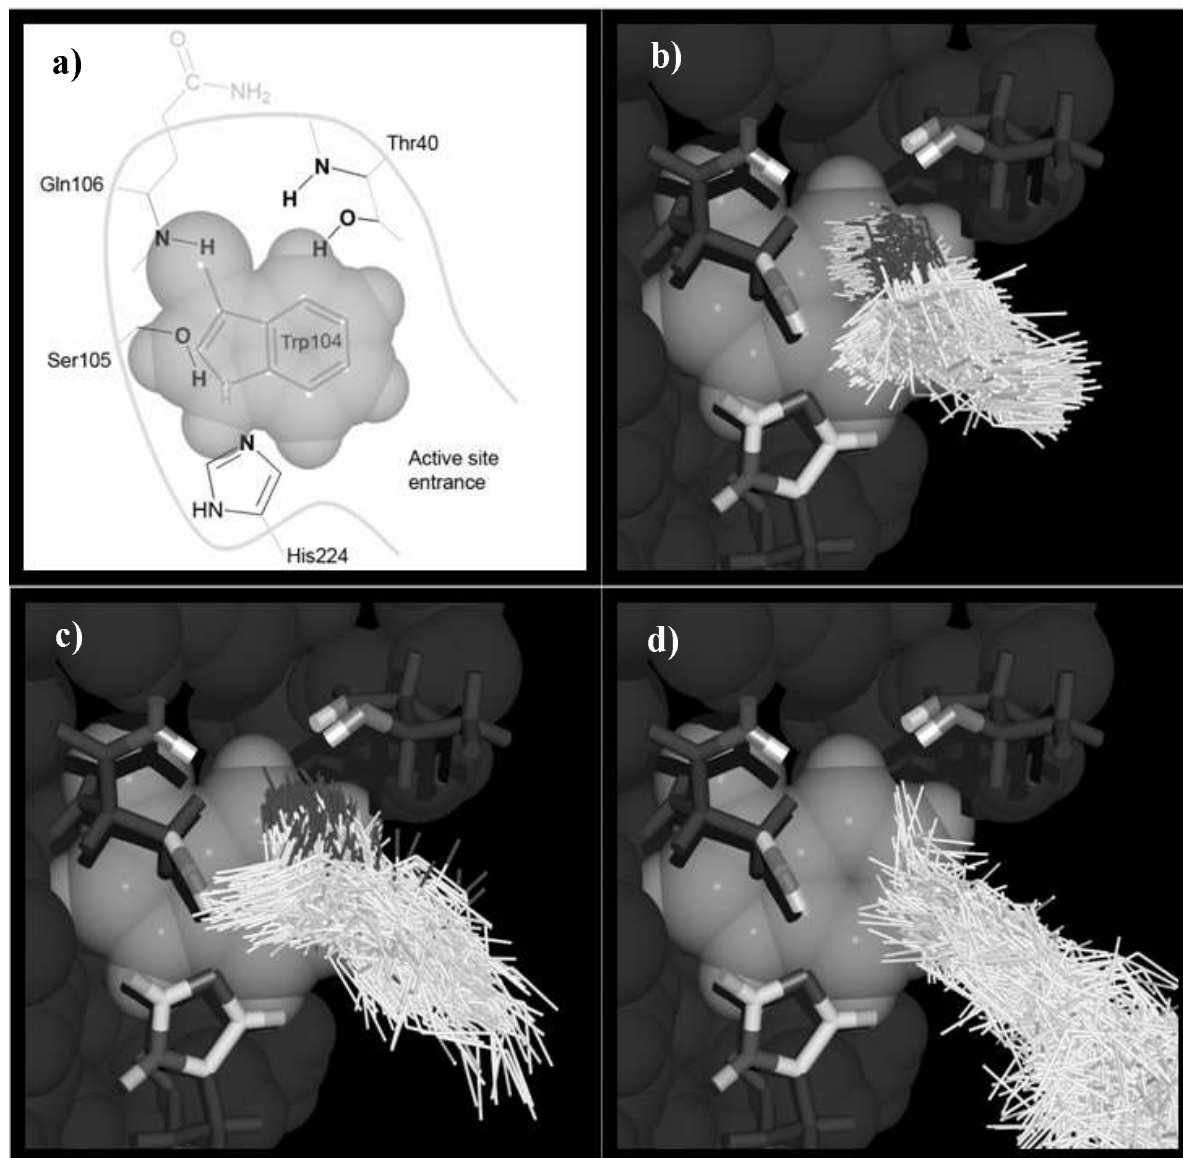 a)
O
C
NH₂
Thr40
N
H
O
H
Gln106
N
H
Ser105
O
H
Trp104
H
N
HN
His224
Active site
entrance
b)
c)
d)